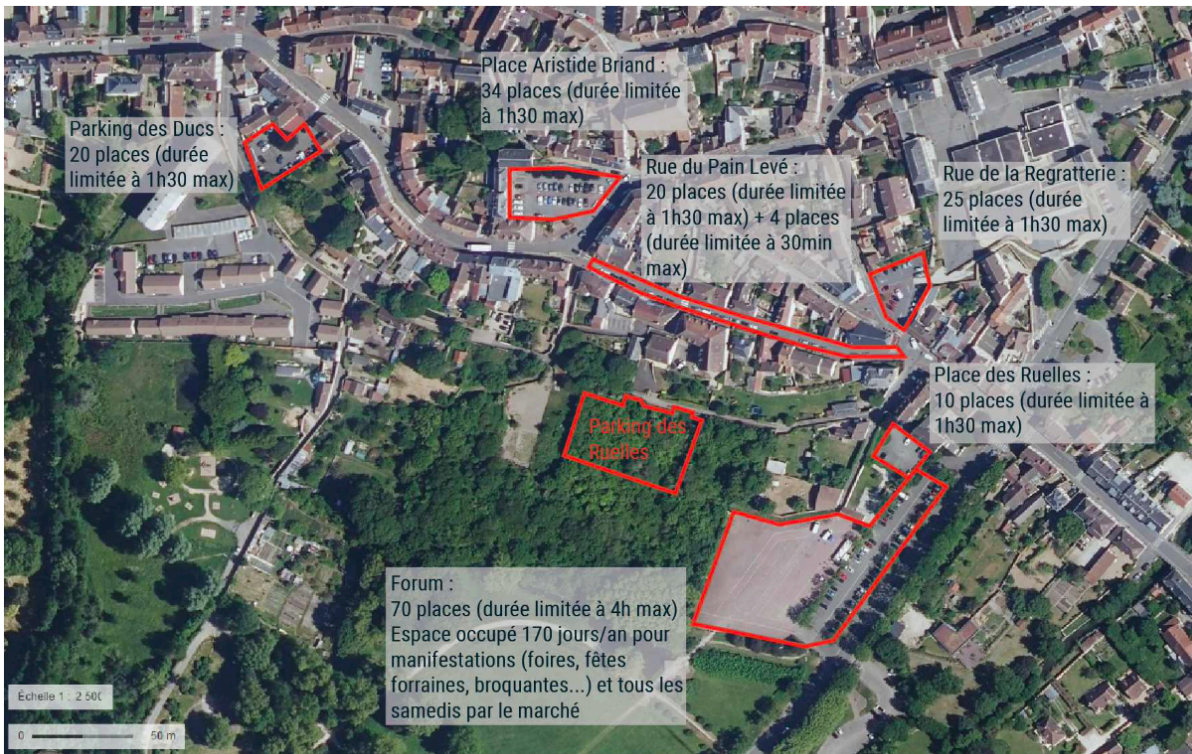 Place Aristide Briand :
34 places (durée limitée
à 1h30 max)
Parking des Ducs :
20 places (durée
limitée à 1h30 max)
Rue du Pain Levé :
20 places (durée limitée
à 1h30 max) + 4 places
(durée limitée à 30min
max)
Rue de la Regratterie :
25 places (durée
limitée à 1h30 max)
Place des Ruelles :
10 places (durée limitée à
1h30 max)
Parking des
Ruelles
Forum :
70 places (durée limitée à 4h max)
Espace occupé 170 jours/an pour
manifestations (foires, fêtes
forraines, broquantes...) et tous les
samedis par le marché
Échelle 1 : 2 500
0 50 m